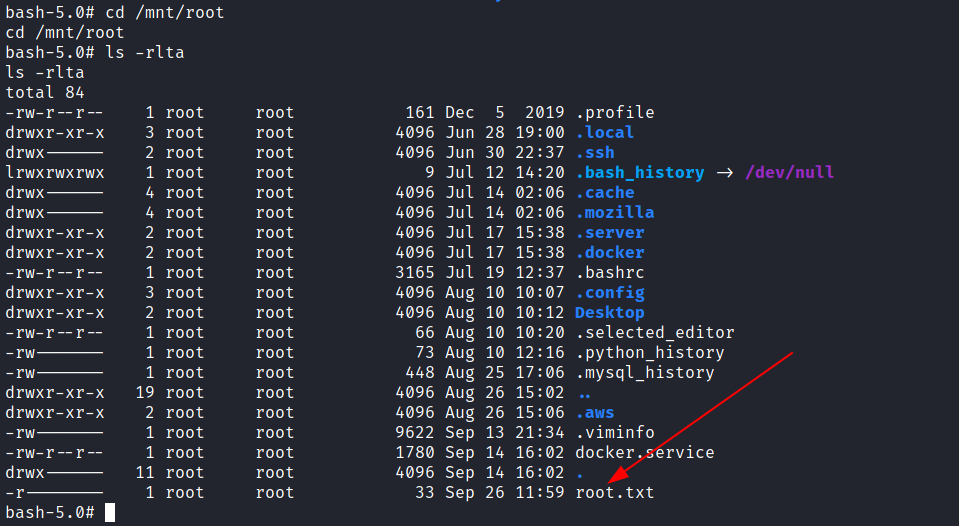 bash-5.0# cd /mnt/root
cd /mnt/root
bash-5.0# ls -rlta
ls -rlta
total 84
-rw-r--r-- 1 root root 161 Dec 5 2019 .profile
drwxr-xr-x 3 root root 4096 Jun 28 19:00 .local
drwx------ 2 root root 4096 Jun 30 22:37 .ssh
lrwxrwxrwx 1 root root 9 Jul 12 14:20 .bash_history -> /dev/null
drwx------ 4 root root 4096 Jul 14 02:06 .cache
drwx------ 4 root root 4096 Jul 14 02:06 .mozilla
drwxr-xr-x 2 root root 4096 Jul 17 15:38 .server
drwxr-xr-x 2 root root 4096 Jul 17 15:38 .docker
-rw-r--r-- 1 root root 3165 Jul 19 12:37 .bashrc
drwxr-xr-x 3 root root 4096 Aug 10 10:07 .config
drwxr-xr-x 2 root root 4096 Aug 10 10:12 Desktop
-rw-r--r-- 1 root root 66 Aug 10 10:20 .selected_editor
-rw------- 1 root root 73 Aug 10 12:16 .python_history
-rw------- 1 root root 448 Aug 25 17:06 .mysql_history
drwxr-xr-x 19 root root 4096 Aug 26 15:02 ..
drwxr-xr-x 2 root root 4096 Aug 26 15:06 .aws
-rw------- 1 root root 9622 Sep 13 21:34 .viminfo
-rw-r--r-- 1 root root 1780 Sep 14 16:02 docker.service
drwx------ 11 root root 4096 Sep 14 16:02 .
-r-------- 1 root root 33 Sep 26 11:59 root.txt
bash-5.0#